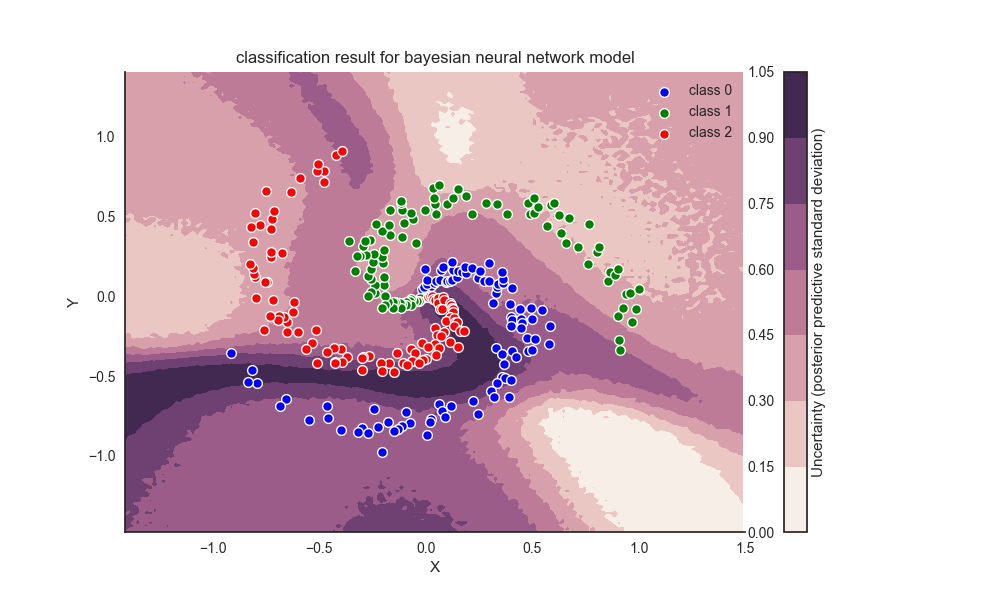 classification result for bayesian neural network model
class 0
class 1
class 2
Y
1.0
0.5
0.0
−0.5
−1.0
−1.0
−0.5
0.0
0.5
1.0
1.5
X
1.05
0.90
0.75
0.60
0.45
0.30
0.15
0.00
Uncertainty (posterior predictive standard deviation)